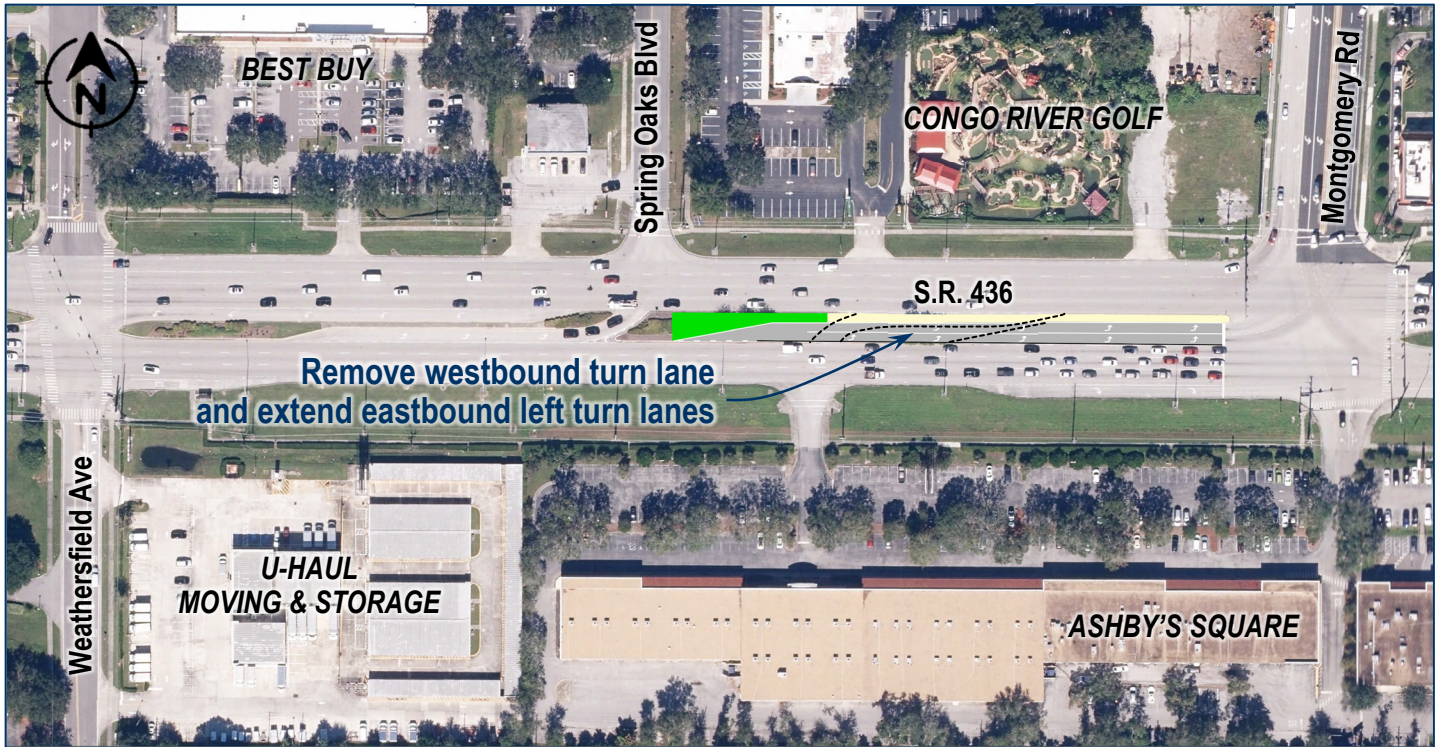 BEST BUY
Spring Oaks Blvd
CONGO RIVER GOLF
Montgomery Rd
N
S.R. 436
Remove westbound turn lane
and extend eastbound left turn lanes
Weathersfield Ave
U-HAUL
MOVING & STORAGE
ASHBY'S SQUARE